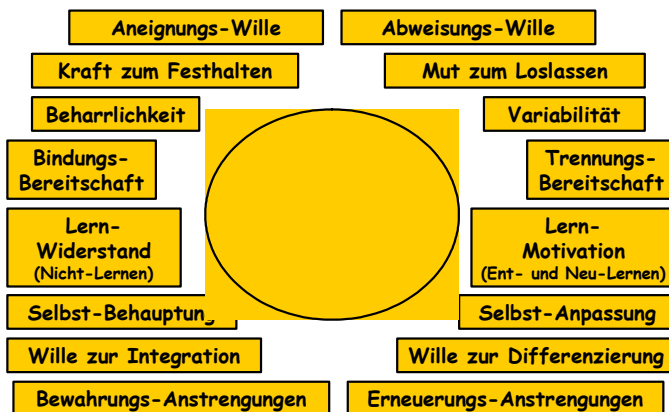 Aneignungs-Wille
Abweisungs-Wille
Kraft zum Festhalten
Mut zum Loslassen
Beharrlichkeit
Variabilität
Bindungs-
Bereitschaft
Trennungs-
Bereitschaft
Lern-
Widerstand
(Nicht-Lernen)
Lern-
Motivation
(Ent- und Neu-Lernen)
Selbst-Behauptung
Selbst-Anpassung
Wille zur Integration
Wille zur Differenzierung
Bewahrungs-Anstrengungen
Erneuerungs-Anstrengungen